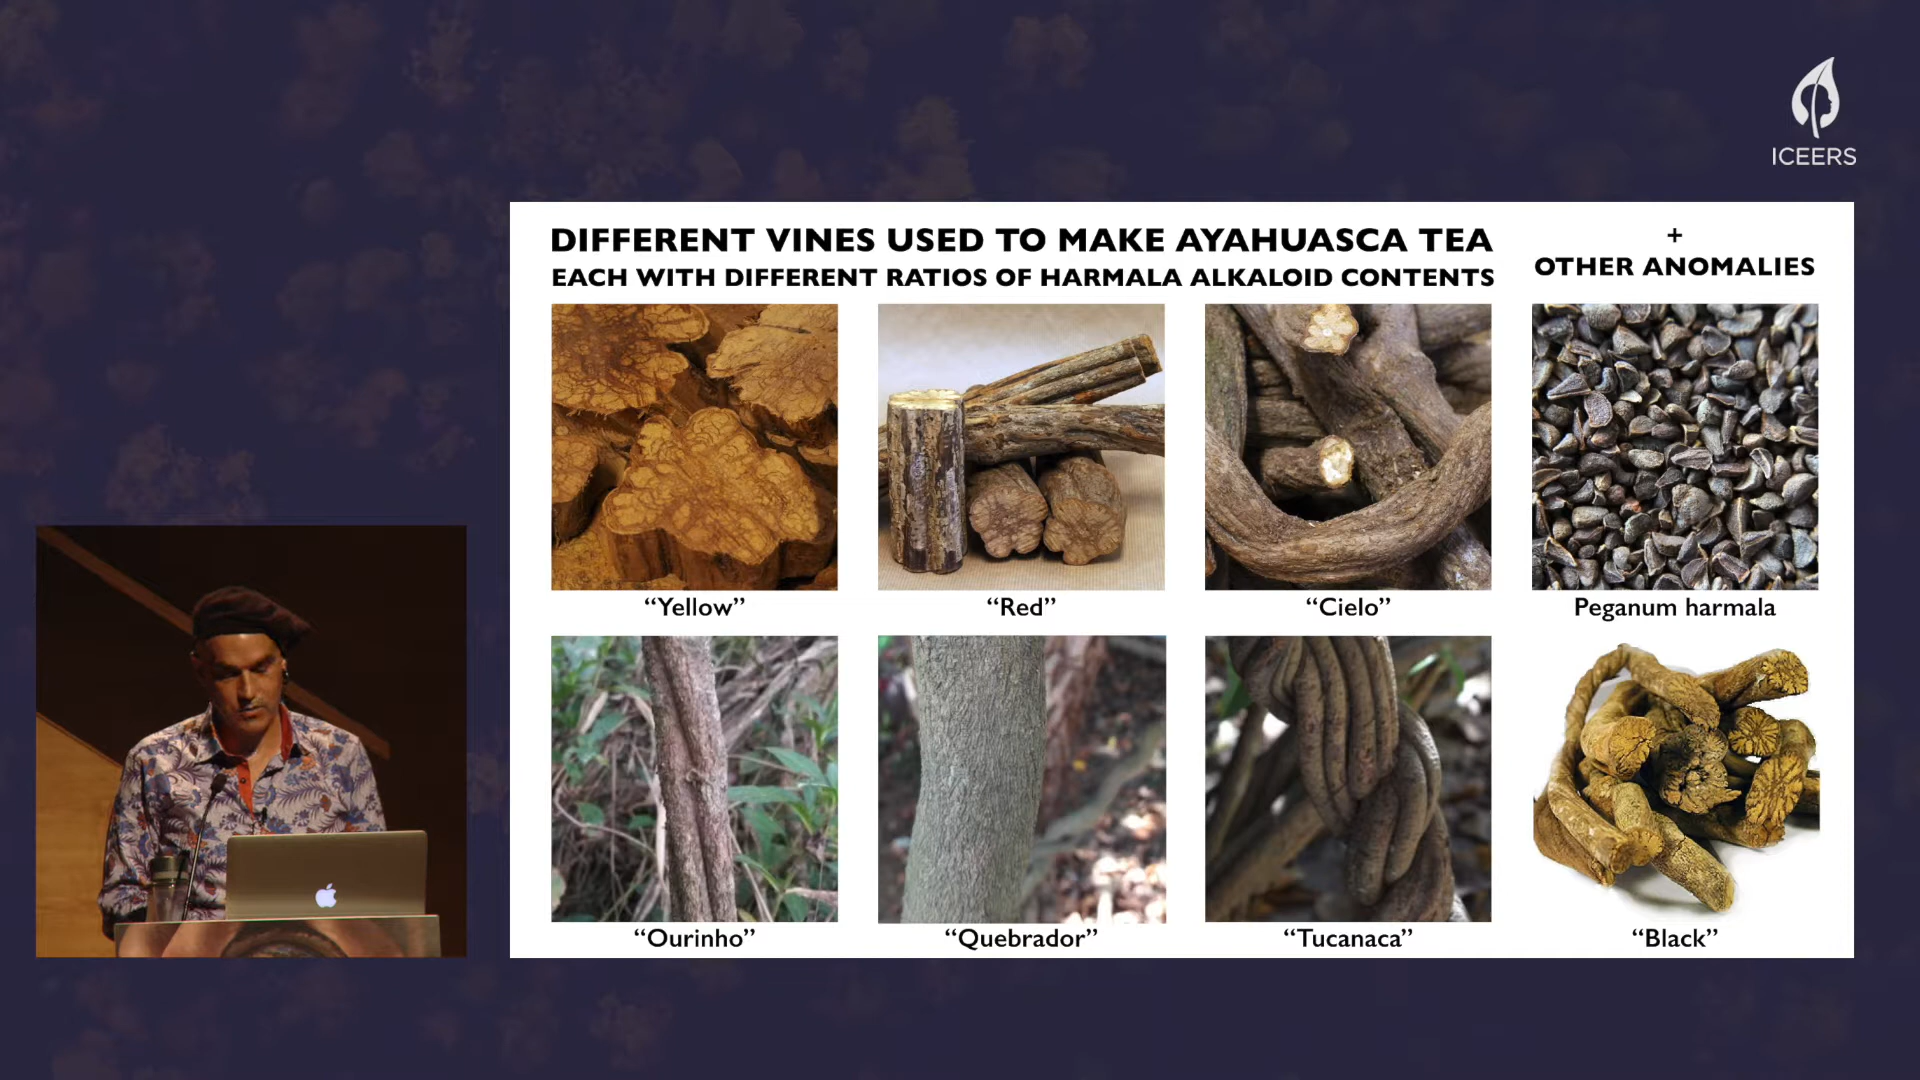 ICEERS
DIFFERENT VINES USED TO MAKE AYAHUASCA TEA
EACH WITH DIFFERENT RATIOS OF HARMALA ALKALOID CONTENTS
+
OTHER ANOMALIES
“Yellow”
“Red”
“Cielo”
Peganum harmala
“Ourinho”
“Quebrador”
“Tucanaca”
“Black”